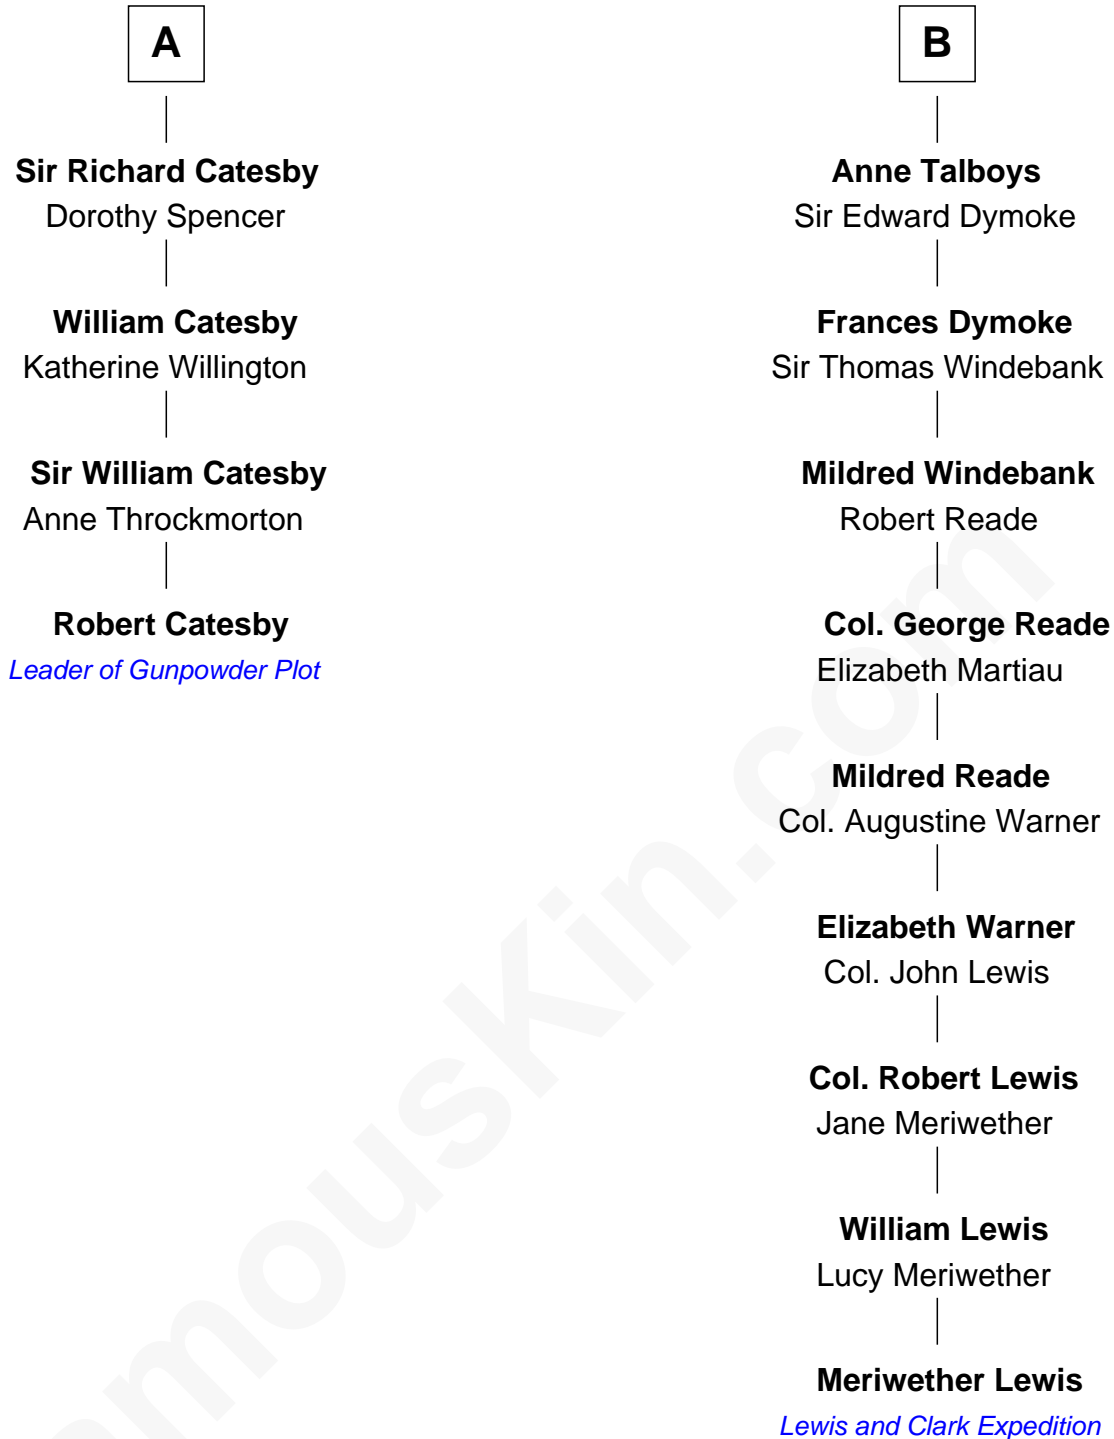 A
Sir Richard Catesby
Dorothy Spencer
William Catesby
Katherine Willington
Sir William Catesby
Anne Throckmorton
Robert Catesby
Leader of Gunpowder Plot
B
Anne Talboys
Sir Edward Dymoke
Frances Dymoke
Sir Thomas Windebank
Mildred Windebank
Robert Reade
Col. George Reade
Elizabeth Martiau
Mildred Reade
Col. Augustine Warner
Elizabeth Warner
Col. John Lewis
Col. Robert Lewis
Jane Meriwether
William Lewis
Lucy Meriwether
Meriwether Lewis
Lewis and Clark Expedition
amouskin.com